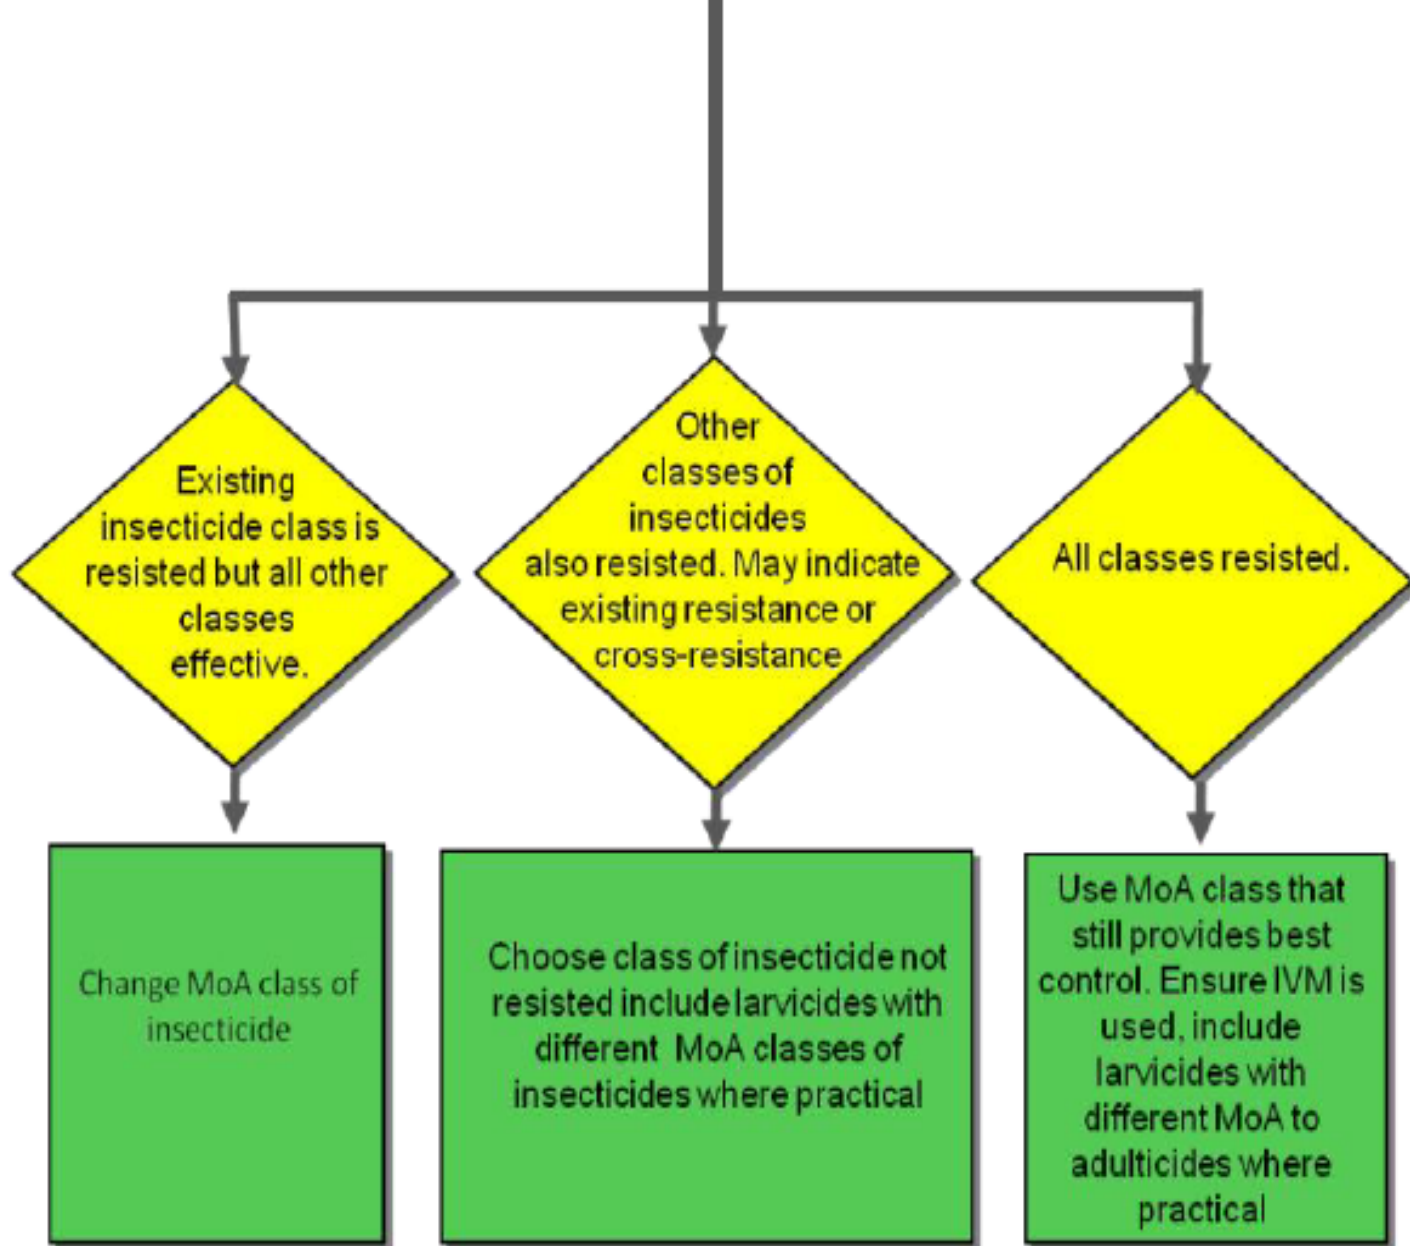 Existing
insecticide class is
resisted but all other
classes
effective.
Other
classes of
insecticides
also resisted. May indicate
existing resistance or
cross-resistance
All classes resisted.
Change MoA class of
insecticide
Choose class of insecticide not
resisted include larvicides with
different MoA classes of
insecticides where practical
Use MoA class that
still provides best
control. Ensure IVM is
used, include
larvicides with
different MoA to
adulticides where
practical